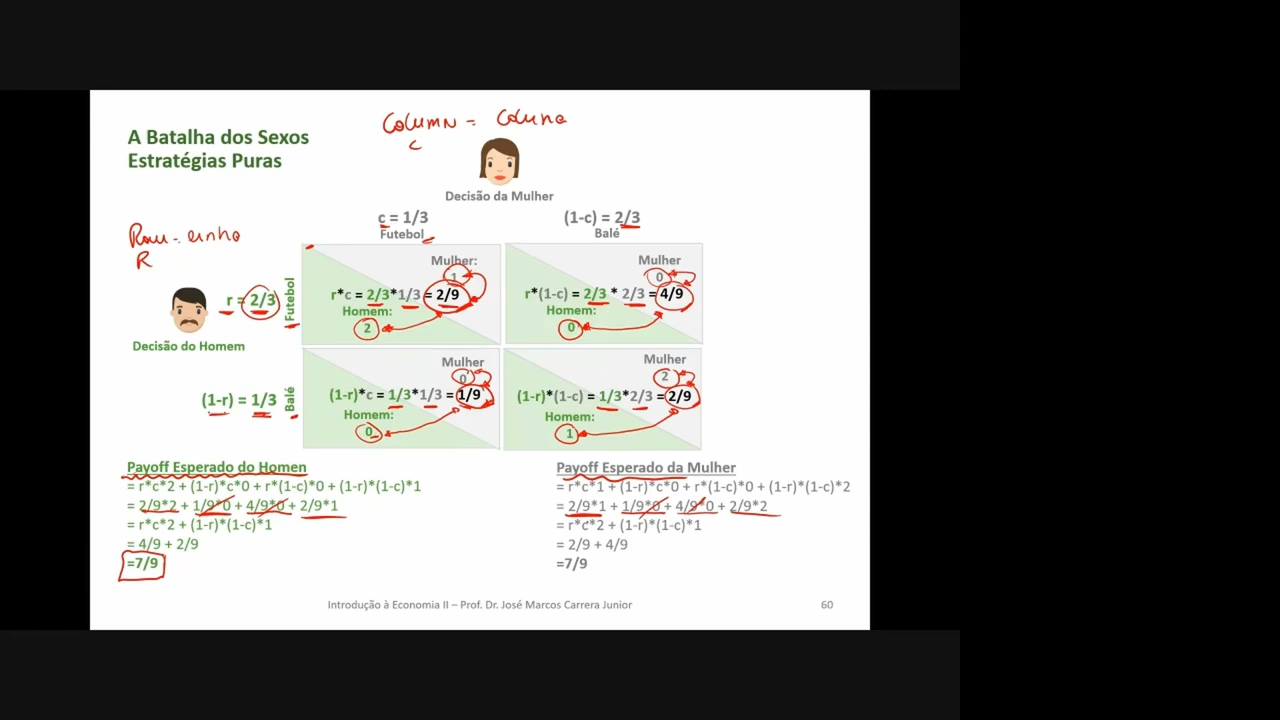 COLUMN = COLUNA
C
A Batalha dos Sexos
Estratégias Puras
Decisão da Mulher
c = 1/3
(1-c) = 2/3
Futebol
Balé
Row = Linha
R
Mulher:
1
r*c = 2/3*1/3 = 2/9
Homem:
2
Mulher
0
r*(1-c) = 2/3 * 2/3 = 4/9
Homem:
0
r = 2/3
Futebol
Decisão do Homem
Mulher
0
(1-r)*c = 1/3*1/3 = 1/9
Homem:
0
Mulher
2
(1-r)*(1-c) = 1/3*2/3 = 2/9
Homem:
1
(1-r) = 1/3
Balé
Payoff Esperado do Homen
= r*c*2 + (1-r)*c*0 + r*(1-c)*0 + (1-r)*(1-c)*1
= 2/9*2 + 1/9*0 + 4/9*0 + 2/9*1
= r*c*2 + (1-r)*(1-c)*1
= 4/9 + 2/9
=7/9
Payoff Esperado da Mulher
= r*c*1 + (1-r)*c*0 + r*(1-c)*0 + (1-r)*(1-c)*2
= 2/9*1 + 1/9*0 + 4/9*0 + 2/9*2
= r*c*2 + (1-r)*(1-c)*1
= 2/9 + 4/9
=7/9
Introdução à Economia II – Prof. Dr. José Marcos Carrera Junior
60